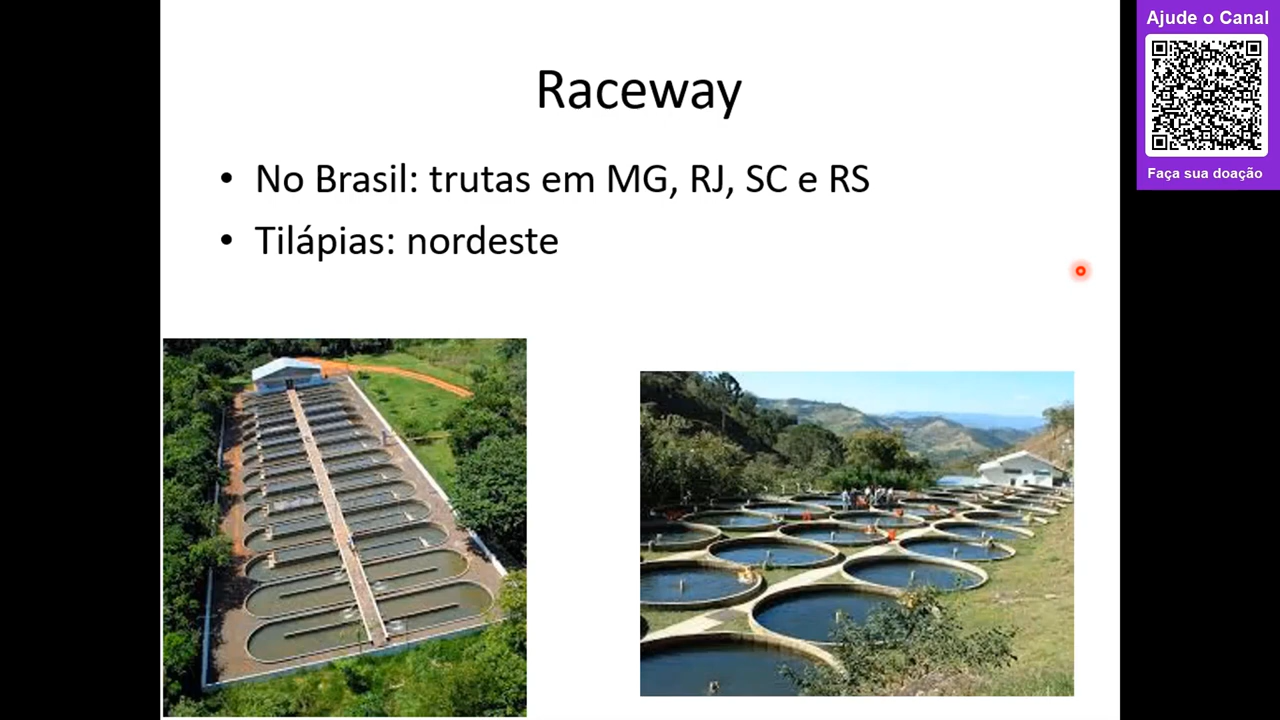 Raceway
• No Brasil: trutas em MG, RJ, SC e RS
• Tilápias: nordeste
Ajude o Canal
Faça sua doação